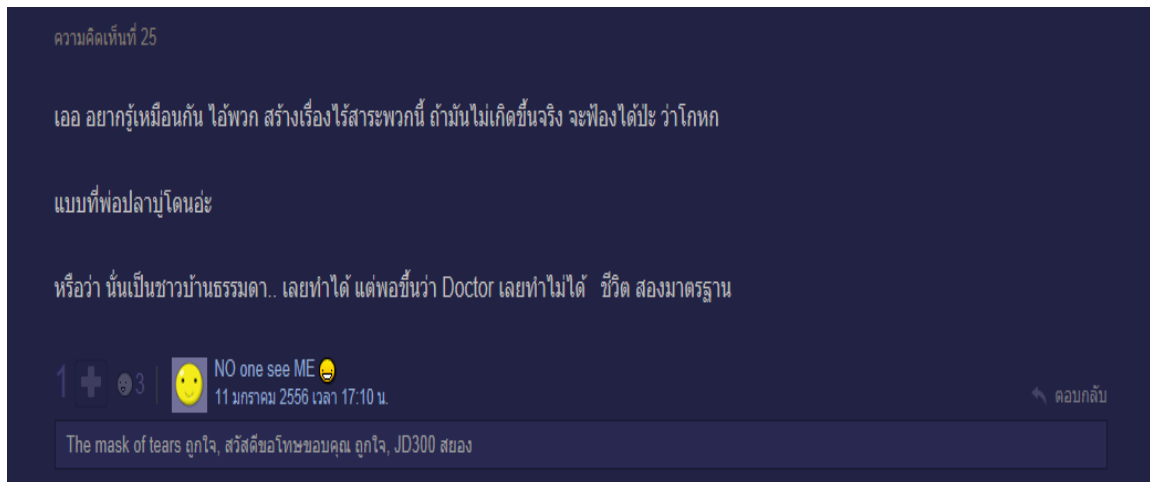 ความคิดเห็นที่ 25
เออ อยากรู้เหมือนกัน ไอ้พวก สร้างเรื่องไร้สาระพวกนี้ ถ้ามันไม่เกิดขึ้นจริง จะฟ้องได้ป่ะ ว่าโกหก
แบบที่พ่อปลาบู่โดนอ่ะ
หรือว่า นั่นเป็นชาวบ้านธรรมดา.. เลยทำได้ แต่พอขึ้นว่า Doctor เลยทำไม่ได้ ชีวิต สองมาตรฐาน
1 3 NO one see ME
11 มกราคม 2556 เวลา 17:10 น.
ตอบกลับ
The mask of tears ถูกใจ, สวัสดีขอโทษขอบคุณ ถูกใจ, JD300 สยอง